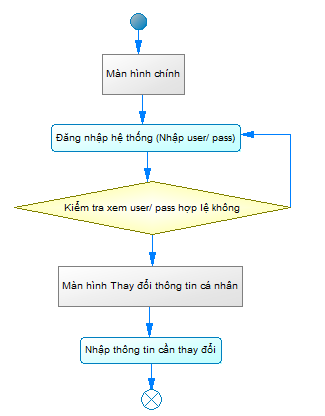 Màn hình chính
Đăng nhập hệ thống (Nhập user/ pass)
Kiểm tra xem user/ pass hợp lệ không
Màn hình Thay đổi thông tin cá nhân
Nhập thông tin cần thay đổi